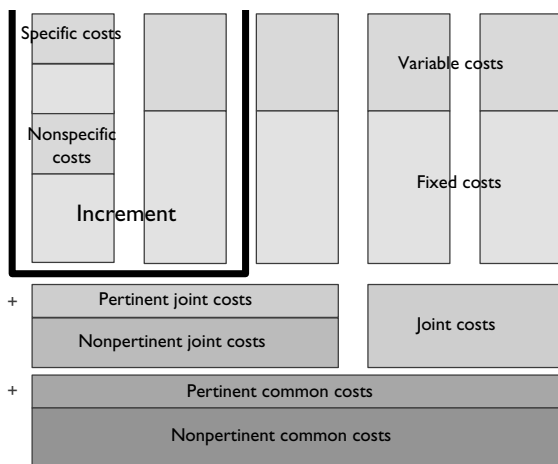 Specific costs
Variable costs
Nonspecific
costs
Fixed costs
Increment
+
Pertinent joint costs
Nonpertinent joint costs
Joint costs
+
Pertinent common costs
Nonpertinent common costs